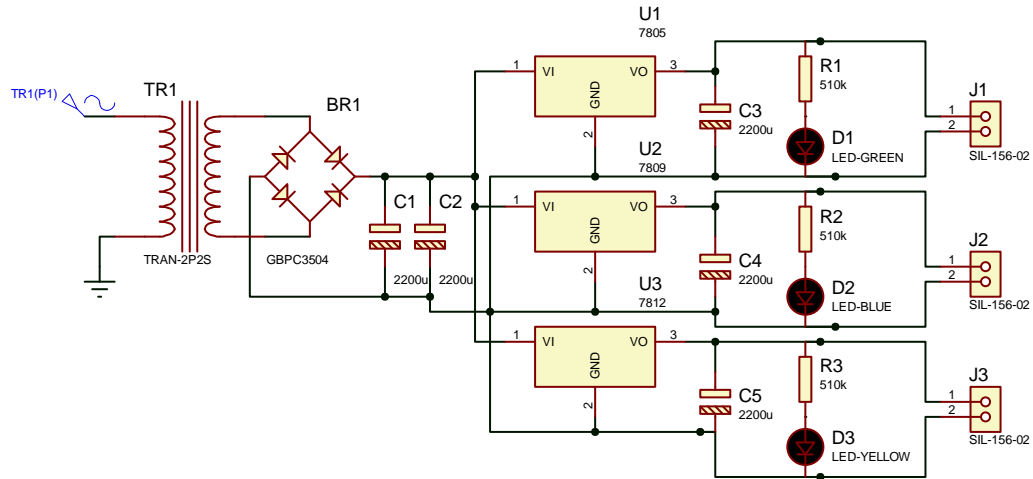 TR1(P1)
TR1
TRAN-2P2S
BR1
GBPC3504
C1
2200u
C2
2200u
U1
7805
1
VI
VO
3
GND
2
C3
2200u
R1
510k
D1
LED-GREEN
J1
1
2
SIL-156-02
U2
7809
1
VI
VO
3
GND
2
C4
2200u
R2
510k
D2
LED-BLUE
J2
1
2
SIL-156-02
U3
7812
1
VI
VO
3
GND
2
C5
2200u
R3
510k
D3
LED-YELLOW
J3
1
2
SIL-156-02